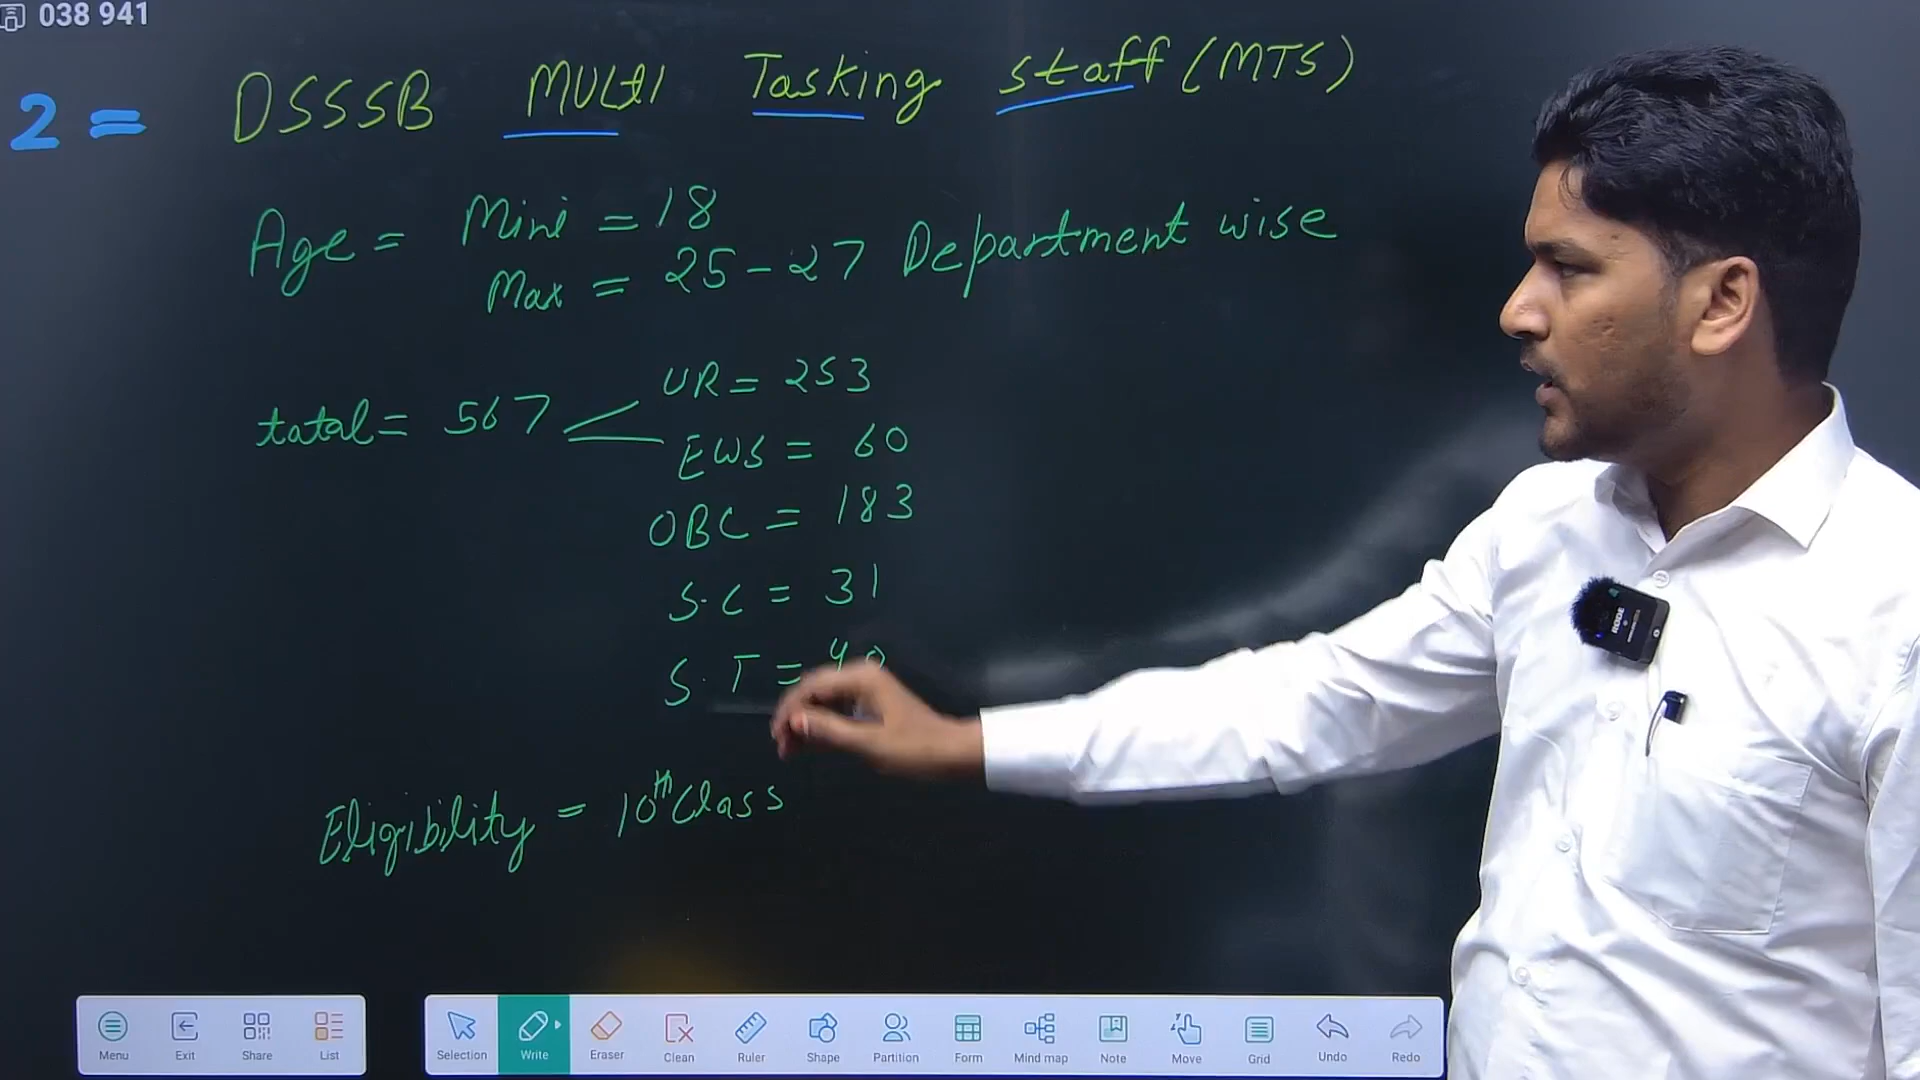 038 941
2 = DSSSB MULti Tasking staff (MTS)
Age = Mini = 18
Max = 25-27 Department wise
tatal = 567
UR = 253
EWS = 60
OBC = 183
S.C = 31
S.T =
Eligibility = 10th Class
RODE
Menu Exit Share List Selection Write Eraser Clean Ruler Shape Partition Form Mind map Note Move Grid Undo Redo